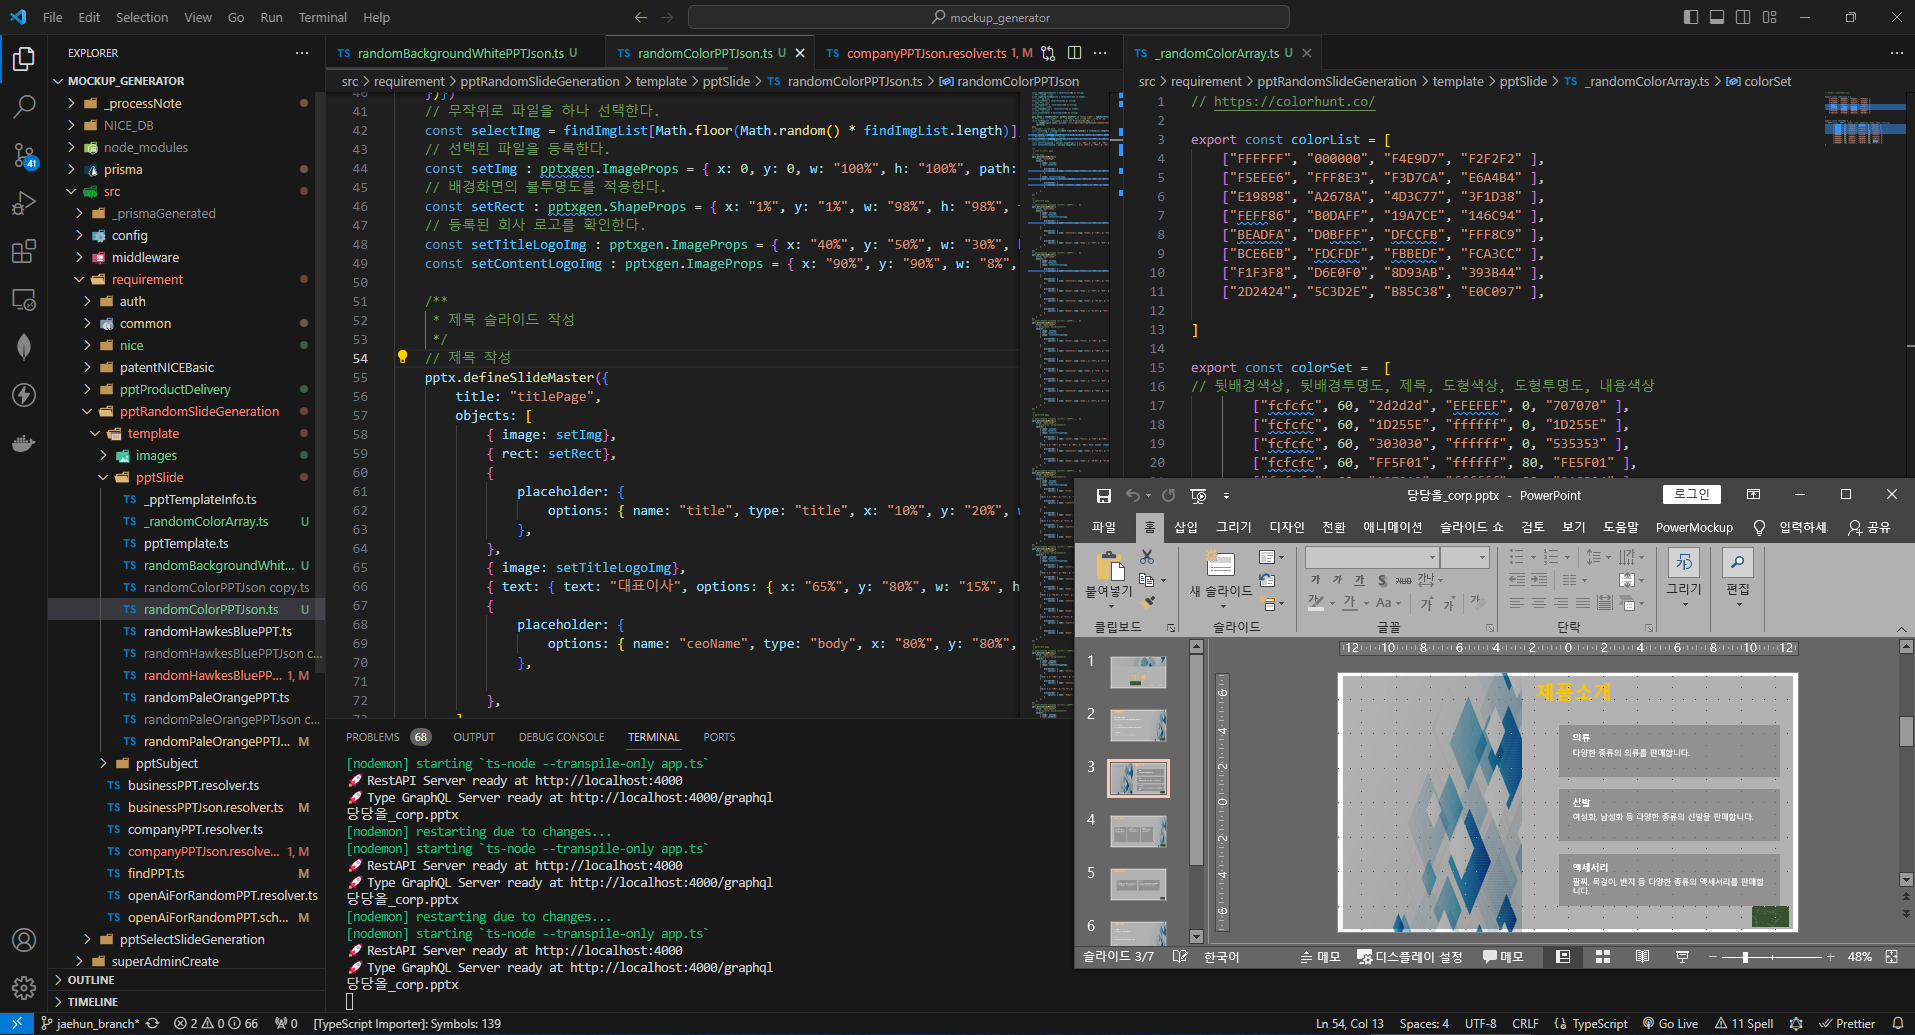 File Edit Selection View Go Run Terminal Help
mockup_generator
EXPLORER
MOCKUP_GENERATOR
_processNote
NICE_DB
node_modules
prisma
src
_prismaGenerated
config
middleware
requirement
auth
common
nice
patentNICEBasic
pptProductDelivery
pptRandomSlideGeneration
template
images
pptSlide
_pptTemplateInfo.ts
_randomColorArray.ts U
pptTemplate.ts
randomBackgroundWhit... U
randomColorPPTJson copy.ts
randomColorPPTJson.ts U
randomHawkesBluePPT.ts
randomHawkesBluePPTJson c...
randomHawkesBluePP... 1, M
randomPaleOrangePPT.ts
randomPaleOrangePPTJson c...
randomPaleOrangePPTJ... M
pptSubject
businessPPT.resolver.ts
businessPPTJson.resolver.ts M
companyPPT.resolver.ts
companyPPTJson.resolve... 1, M
findPPT.ts M
openAiForRandomPPT.resolver.ts
openAiForRandomPPT.sch... M
pptSelectSlideGeneration
superAdminCreate
OUTLINE
TIMELINE
randomBackgroundWhitePPTJson.ts U
randomColorPPTJson.ts U
companyPPTJson.resolver.ts 1, M
src > requirement > pptRandomSlideGeneration > template > pptSlide > randomColorPPTJson.ts > randomColorPPTJson
41 // 무작위로 파일을 하나 선택한다.
42 const selectImg = findImgList[Math.floor(Math.random() * findImgList.length)]
43 // 선택된 파일을 등록한다.
44 const setImg : pptxgen.ImageProps = { x: 0, y: 0, w: "100%", h: "100%", path:
45 // 배경화면의 불투명도를 적용한다.
46 const setRect : pptxgen.ShapeProps = { x: "1%", y: "1%", w: "98%", h: "98%",
47 // 등록된 회사 로고를 확인한다.
48 const setTitleLogoImg : pptxgen.ImageProps = { x: "40%", y: "50%", w: "30%",
49 const setContentLogoImg : pptxgen.ImageProps = { x: "90%", y: "90%", w: "8%",
50
51 /**
52 * 제목 슬라이드 작성
53 */
54 // 제목 작성
55 pptx.defineSlideMaster({
56 title: "titlePage",
57 objects: [
58 { image: setImg},
59 { rect: setRect},
60 {
61 placeholder: {
62 options: { name: "title", type: "title", x: "10%", y: "20%",
63 },
64 },
65 { image: setTitleLogoImg},
66 { text: { text: "대표이사", options: { x: "65%", y: "80%", w: "15%", h
67 {
68 placeholder: {
69 options: { name: "ceoName", type: "body", x: "80%", y: "80%",
70 },
71
72 },
_randomColorArray.ts U
src > requirement > pptRandomSlideGeneration > template > pptSlide > _randomColorArray.ts > colorSet
1 // https://colorhunt.co/
2
3 export const colorList = [
4 ["FFFFFF", "000000", "F4E9D7", "F2F2F2" ],
5 ["F5EEE6", "FFF8E3", "F3D7CA", "E6A4B4" ],
6 ["E19898", "A2678A", "4D3C77", "3F1D38" ],
7 ["FEFF86", "B0DAFF", "19A7CE", "146C94" ],
8 ["BEADFA", "D0BFFF", "DFCCFB", "FFF8C9" ],
9 ["BCE6EB", "FDCFDF", "FBBEDF", "FCA3CC" ],
10 ["F1F3F8", "D6E0F0", "8D93AB", "393B44" ],
11 ["2D2424", "5C3D2E", "B85C38", "E0C097" ],
12
13 ]
14
15 export const colorSet = [
16 // 뒷배경색상, 뒷배경투명도, 제목, 도형색상, 도형투명도, 내용색상
17 ["fcfcfc", 60, "2d2d2d", "EFEFEF", 0, "707070" ],
18 ["fcfcfc", 60, "1D255E", "ffffff", 0, "1D255E" ],
19 ["fcfcfc", 60, "303030", "ffffff", 0, "535353" ],
20 ["fcfcfc", 60, "FF5F01", "ffffff", 80, "FE5F01" ],
PROBLEMS 68 OUTPUT DEBUG CONSOLE TERMINAL PORTS
[nodemon] starting `ts-node --transpile-only app.ts`
🚀 RestAPI Server ready at http://localhost:4000
🚀 Type GraphQL Server ready at http://localhost:4000/graphql
당당올_corp.pptx
[nodemon] restarting due to changes...
[nodemon] starting `ts-node --transpile-only app.ts`
🚀 RestAPI Server ready at http://localhost:4000
🚀 Type GraphQL Server ready at http://localhost:4000/graphql
당당올_corp.pptx
[nodemon] restarting due to changes...
[nodemon] starting `ts-node --transpile-only app.ts`
🚀 RestAPI Server ready at http://localhost:4000
🚀 Type GraphQL Server ready at http://localhost:4000/graphql
당당올_corp.pptx
당당올_corp.pptx - PowerPoint
로그인
파일 홈 삽입 그리기 디자인 전환 애니메이션 슬라이드 쇼 검토 보기 도움말 PowerMockup 입력하세 공유
붙여넣기
새 슬라이드
그리기
편집
클립보드 슬라이드 글꼴 단락
1
2
3
4
5
6
제품소개
의류
다양한 종류의 의류를 판매합니다.
신발
여성화, 남성화 등 다양한 종류의 신발을 판매합니다.
액세서리
팔찌, 목걸이, 반지 등 다양한 종류의 액세서리를 판매합
니다.
슬라이드 3/7 한국어 메모 디스플레이 설정 메모 48%
jaehun_branch* 2 0 66 0 [TypeScript Importer]: Symbols: 139
Ln 54, Col 13 Spaces: 4 UTF-8 CRLF TypeScript Go Live 11 Spell Prettier